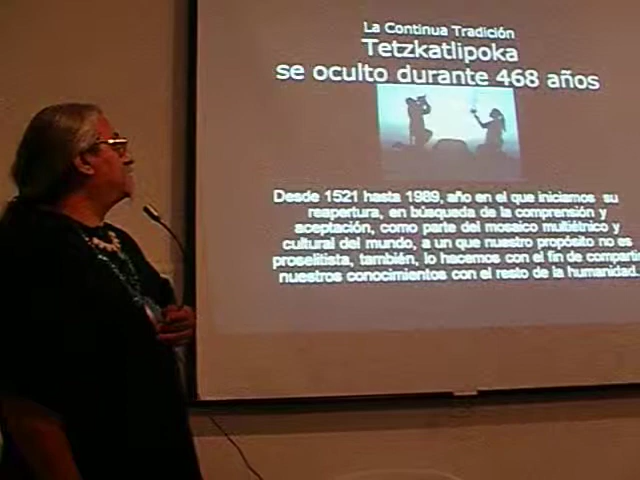 La Continua Tradición
Tetzkatlipoka
se oculto durante 468 años
Desde 1521 hasta 1989, año en el que iniciamos su
reapertura, en búsqueda de la comprensión y
aceptación, como parte del mosaico multiétnico y
cultural del mundo, a un que nuestro propósito no es
proselitista, también, lo hacemos con el fin de compartir
nuestros conocimientos con el resto de la humanidad.